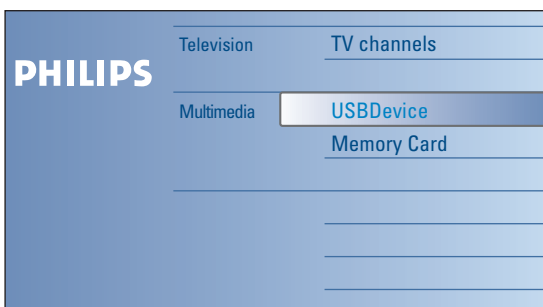 PHILIPS
Television TV channels
Multimedia USBDevice
Memory Card